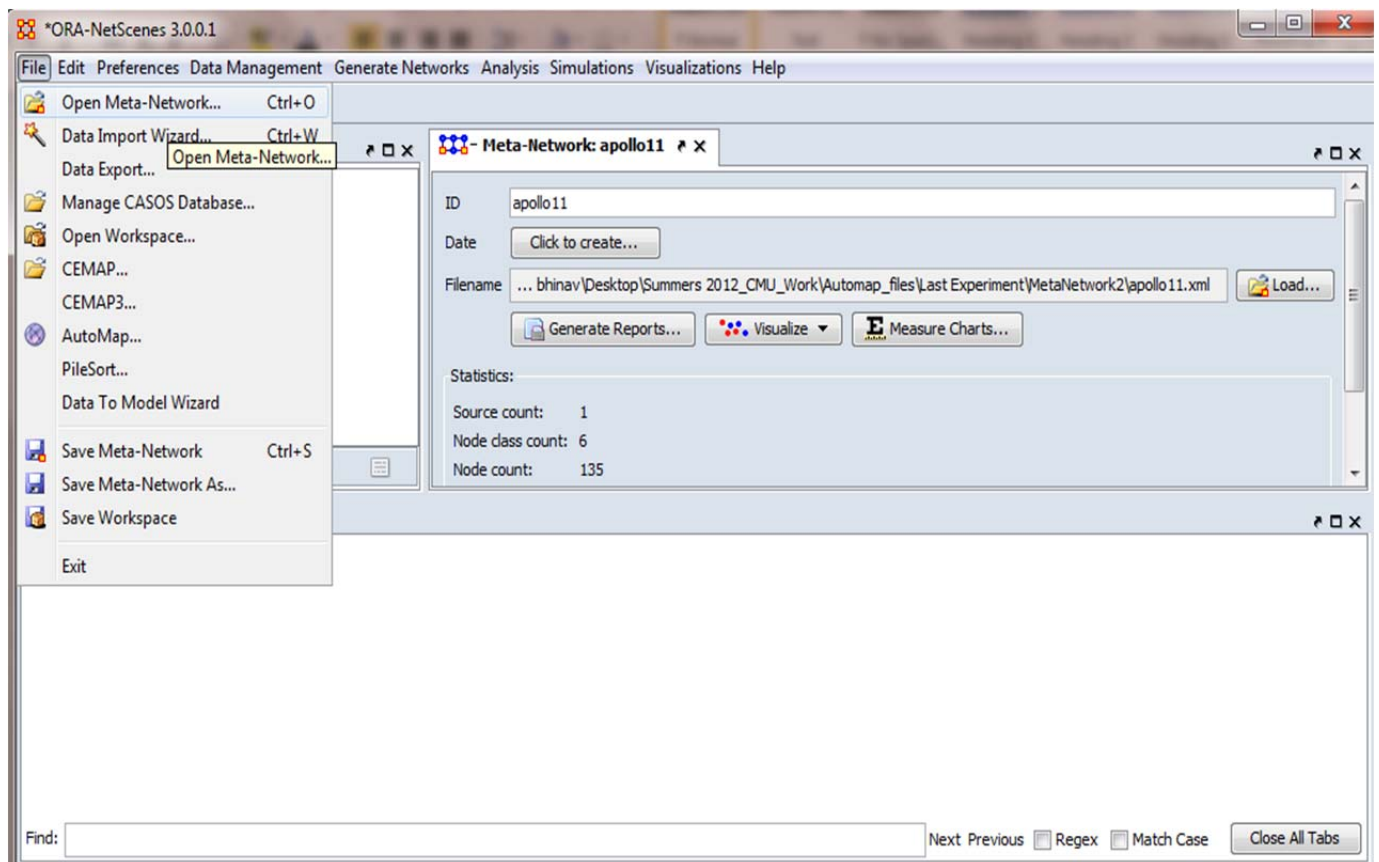 *ORA-NetScenes 3.0.0.1
File Edit Preferences Data Management Generate Networks Analysis Simulations Visualizations Help
Open Meta-Network... Ctrl+O
Data Import Wizard... Ctrl+W
Open Meta-Network...
Data Export...
Manage CASOS Database...
Open Workspace...
CEMAP...
CEMAP3...
AutoMap...
PileSort...
Data To Model Wizard
Save Meta-Network Ctrl+S
Save Meta-Network As...
Save Workspace
Exit
- Meta-Network: apollo11
ID apollo11
Date Click to create...
Filename ... bhinav\Desktop\Summers 2012_CMU_Work\Automap_files\Last Experiment\MetaNetwork2\apollo11.xml Load...
Generate Reports... Visualize Measure Charts...
Statistics:
Source count: 1
Node class count: 6
Node count: 135
Find: Next Previous Regex Match Case Close All Tabs